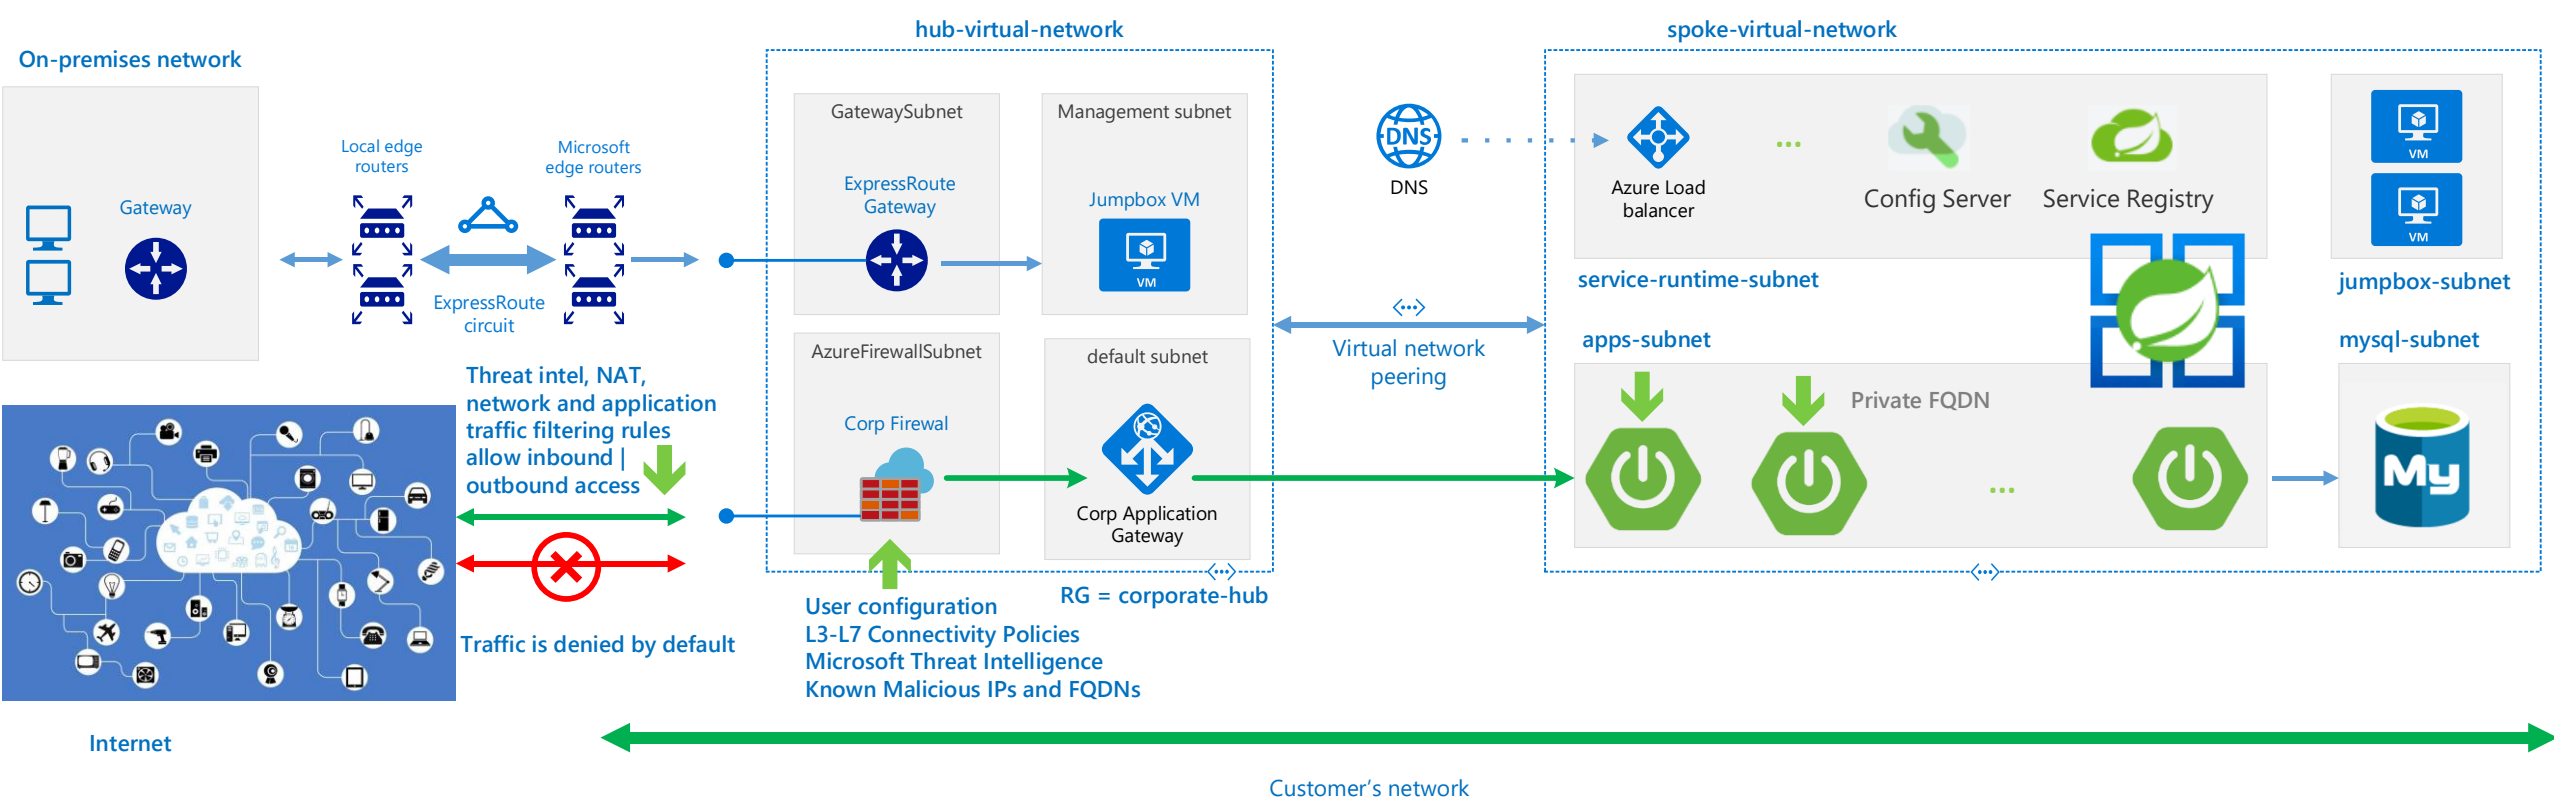 On-premises network
Gateway
Local edge
routers
ExpressRoute
circuit
Microsoft
edge routers
hub-virtual-network
GatewaySubnet
ExpressRoute
Gateway
Management subnet
Jumpbox VM
VM
AzureFirewallSubnet
Corp Firewal
default subnet
Corp Application
Gateway
RG = corporate-hub
Threat intel, NAT,
network and application
traffic filtering rules
allow inbound |
outbound access
Traffic is denied by default
User configuration
L3-L7 Connectivity Policies
Microsoft Threat Intelligence
Known Malicious IPs and FQDNs
Internet
Virtual network
peering
DNS
DNS
spoke-virtual-network
Azure Load
balancer
...
Config Server
Service Registry
service-runtime-subnet
VM
VM
jumpbox-subnet
apps-subnet
Private FQDN
...
mysql-subnet
My
Customer's network